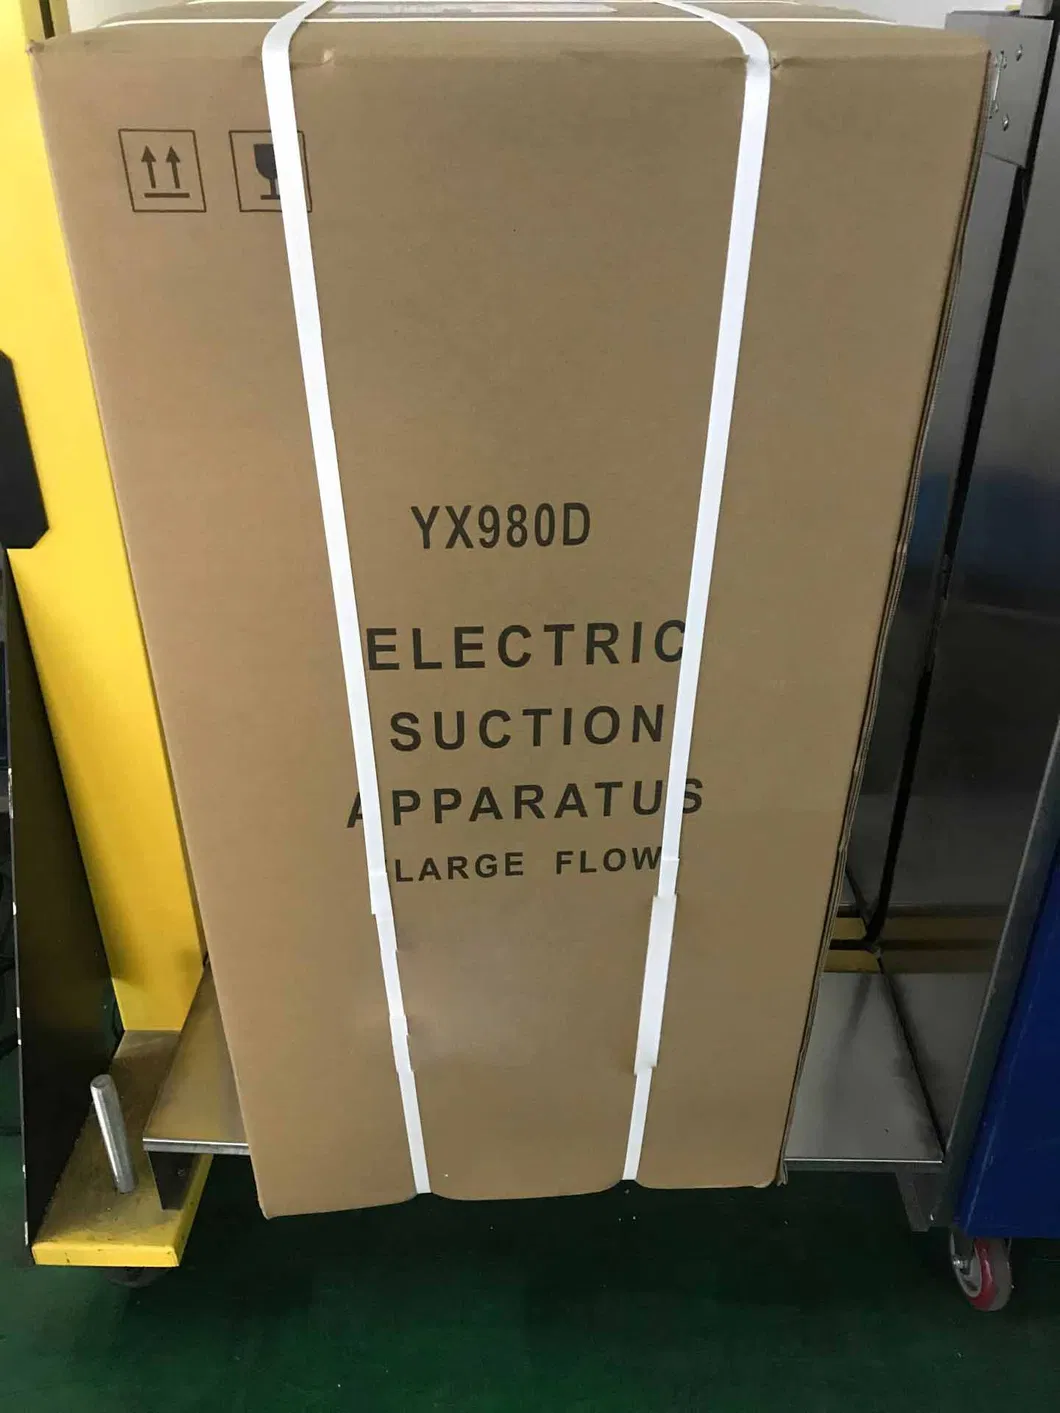 YX980D
ELECTRIC
SUCTION
APPARATUS
LARGE FLOW